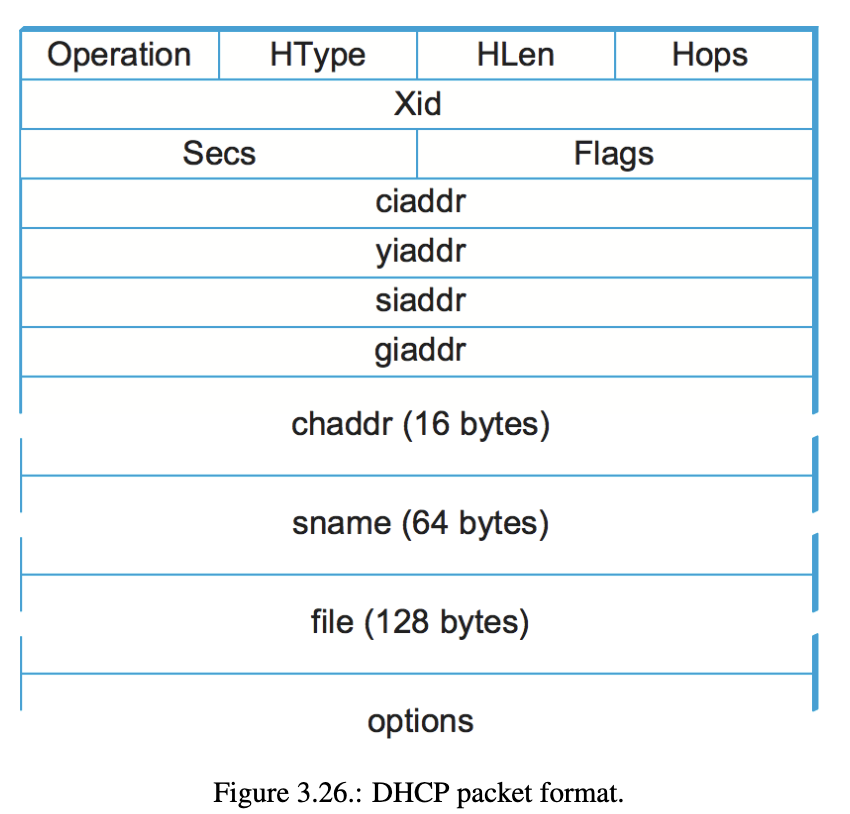 Operation HType HLen Hops
Xid
Secs Flags
ciaddr
yiaddr
siaddr
giaddr
chaddr (16 bytes)
sname (64 bytes)
file (128 bytes)
options
Figure 3.26.: DHCP packet format.